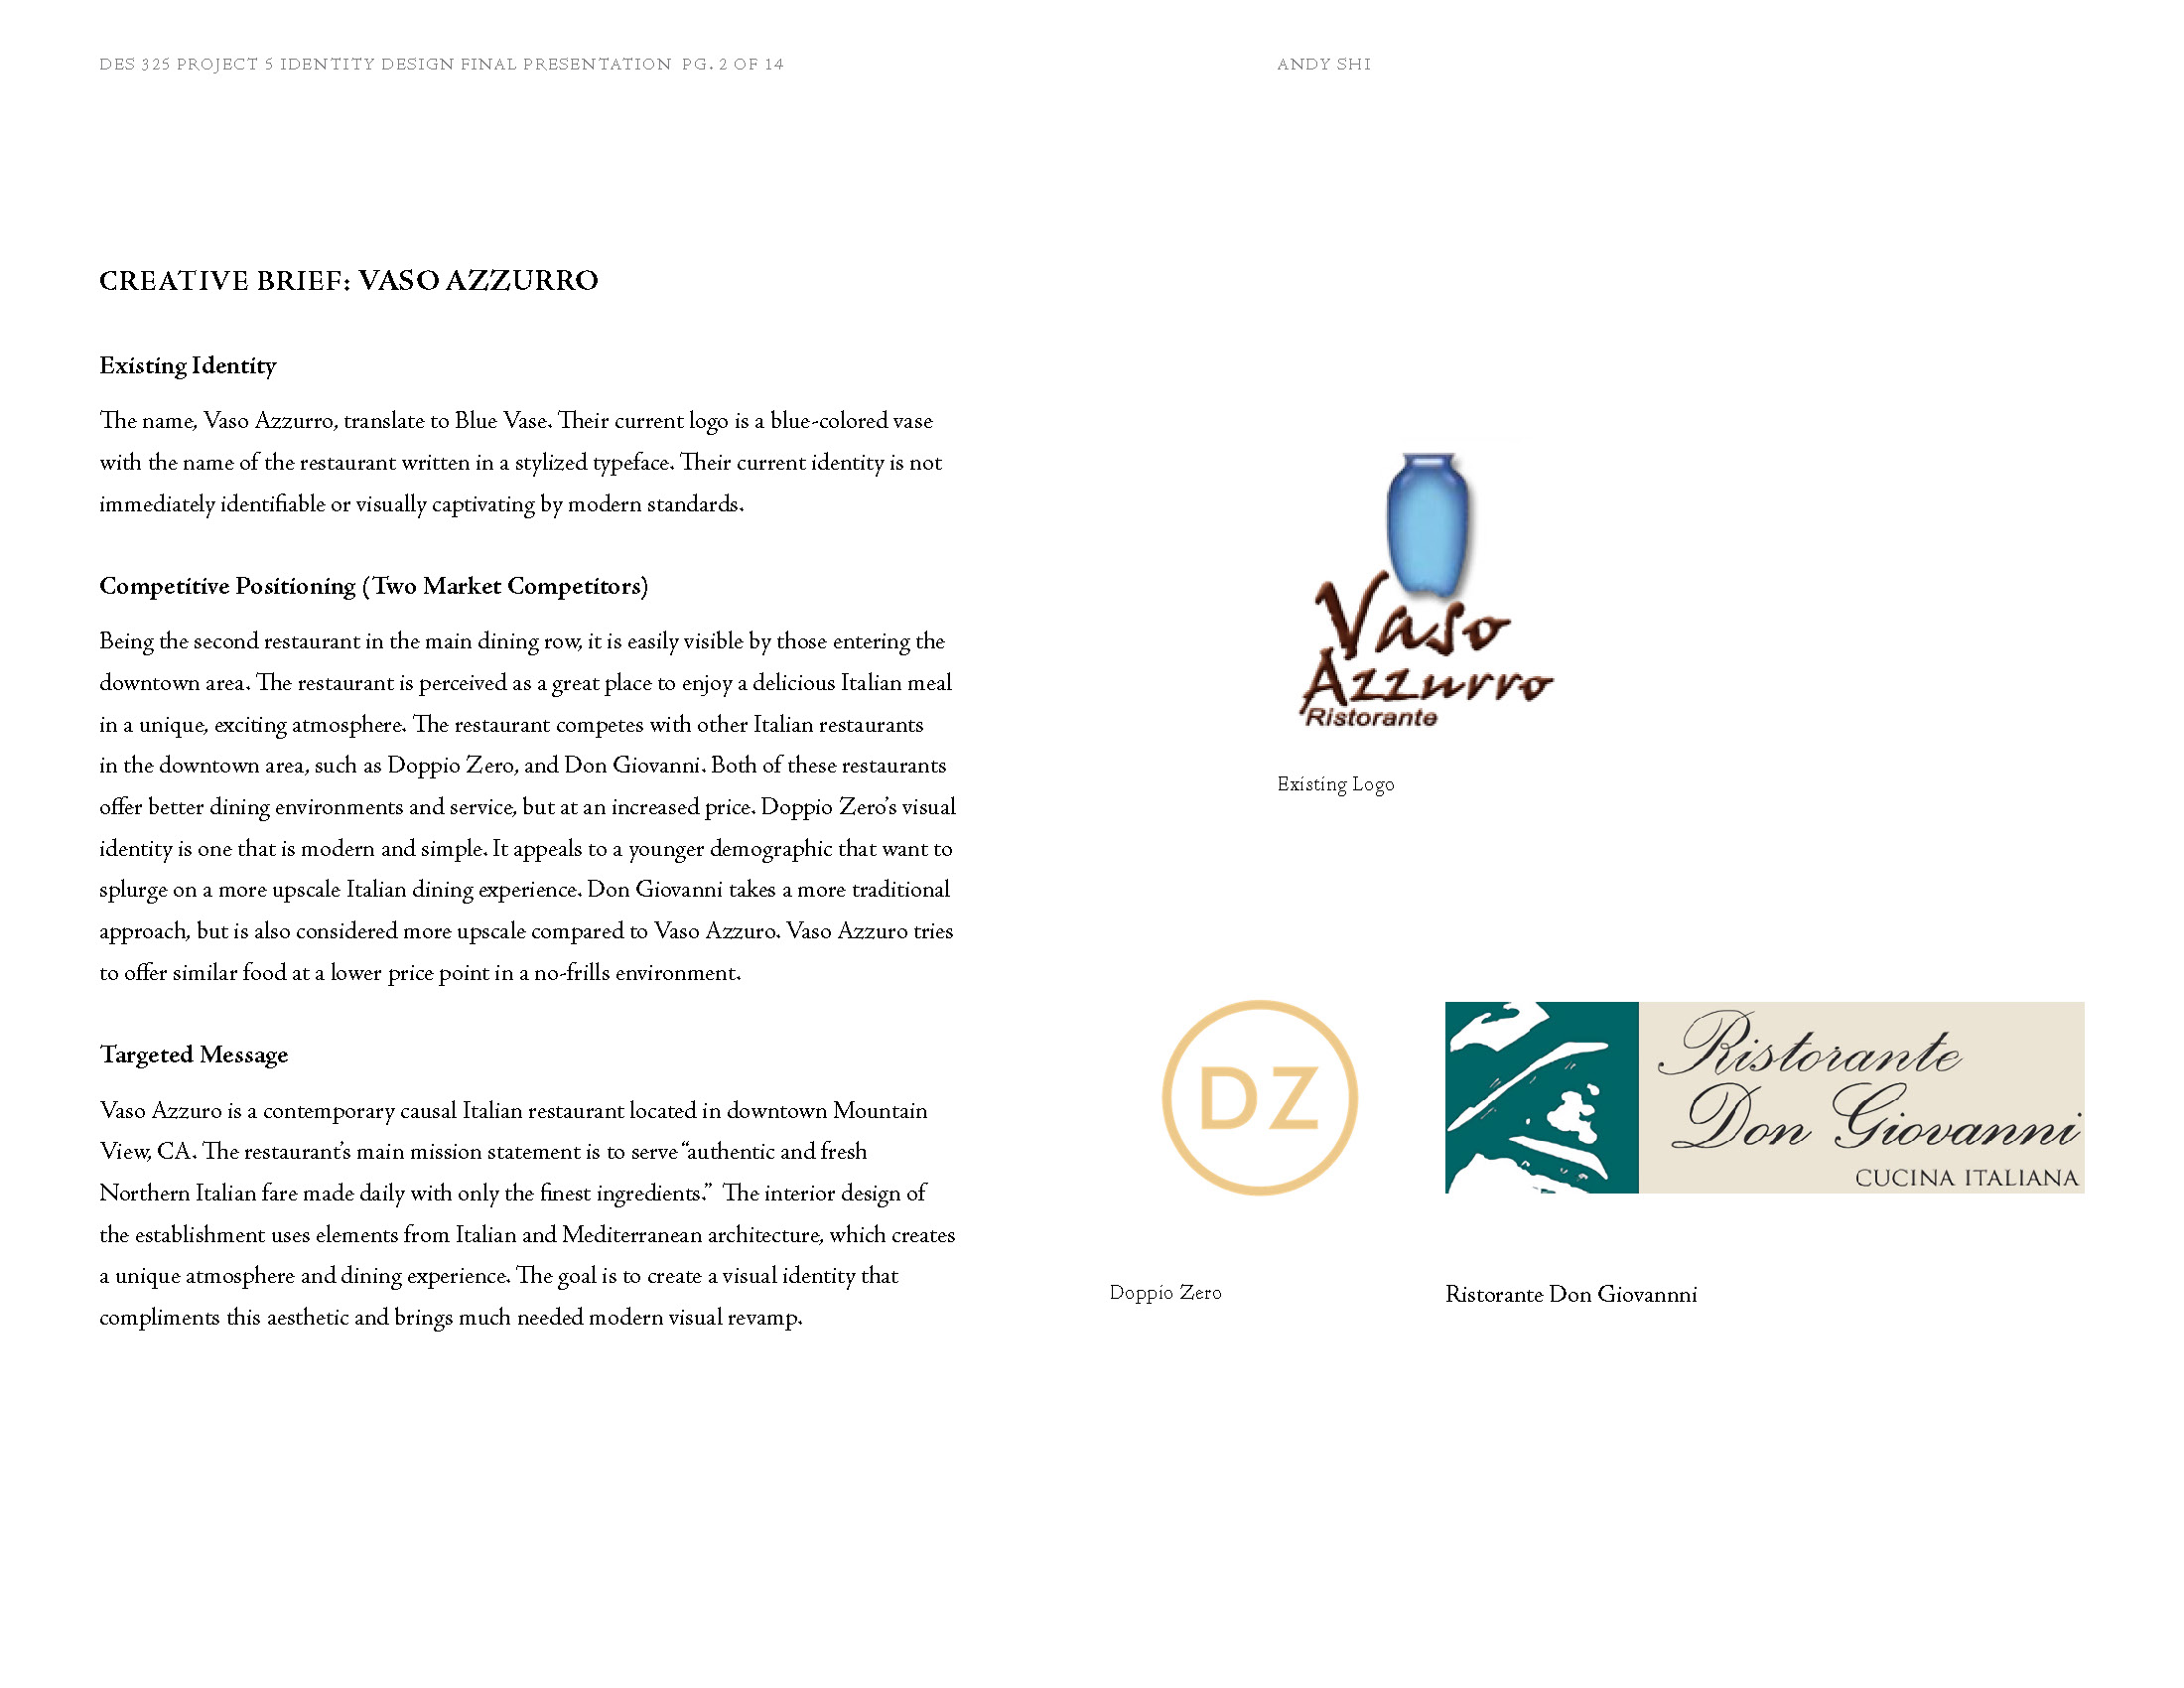 DES 325 PROJECT 5 IDENTITY DESIGN FINAL PRESENTATION PG. 2 OF 14
ANDY SHI
CREATIVE BRIEF: VASO AZZURRO
Existing Identity
The name, Vaso Azzurro, translate to Blue Vase. Their current logo is a blue-colored vase
with the name of the restaurant written in a stylized typeface. Their current identity is not
immediately identifiable or visually captivating by modern standards.
Competitive Positioning (Two Market Competitors)
Being the second restaurant in the main dining row, it is easily visible by those entering the
downtown area. The restaurant is perceived as a great place to enjoy a delicious Italian meal
in a unique, exciting atmosphere. The restaurant competes with other Italian restaurants
in the downtown area, such as Doppio Zero, and Don Giovanni. Both of these restaurants
offer better dining environments and service, but at an increased price. Doppio Zero’s visual
identity is one that is modern and simple. It appeals to a younger demographic that want to
splurge on a more upscale Italian dining experience. Don Giovanni takes a more traditional
approach, but is also considered more upscale compared to Vaso Azzuro. Vaso Azzuro tries
to offer similar food at a lower price point in a no-frills environment.
Targeted Message
Vaso Azzuro is a contemporary causal Italian restaurant located in downtown Mountain
View, CA. The restaurant’s main mission statement is to serve “authentic and fresh
Northern Italian fare made daily with only the finest ingredients.” The interior design of
the establishment uses elements from Italian and Mediterranean architecture, which creates
a unique atmosphere and dining experience. The goal is to create a visual identity that
compliments this aesthetic and brings much needed modern visual revamp.
Vaso
Azzurro
Ristorante
Existing Logo
DZ
Doppio Zero
Ristorante
Don Giovanni
CUCINA ITALIANA
Ristorante Don Giovannni